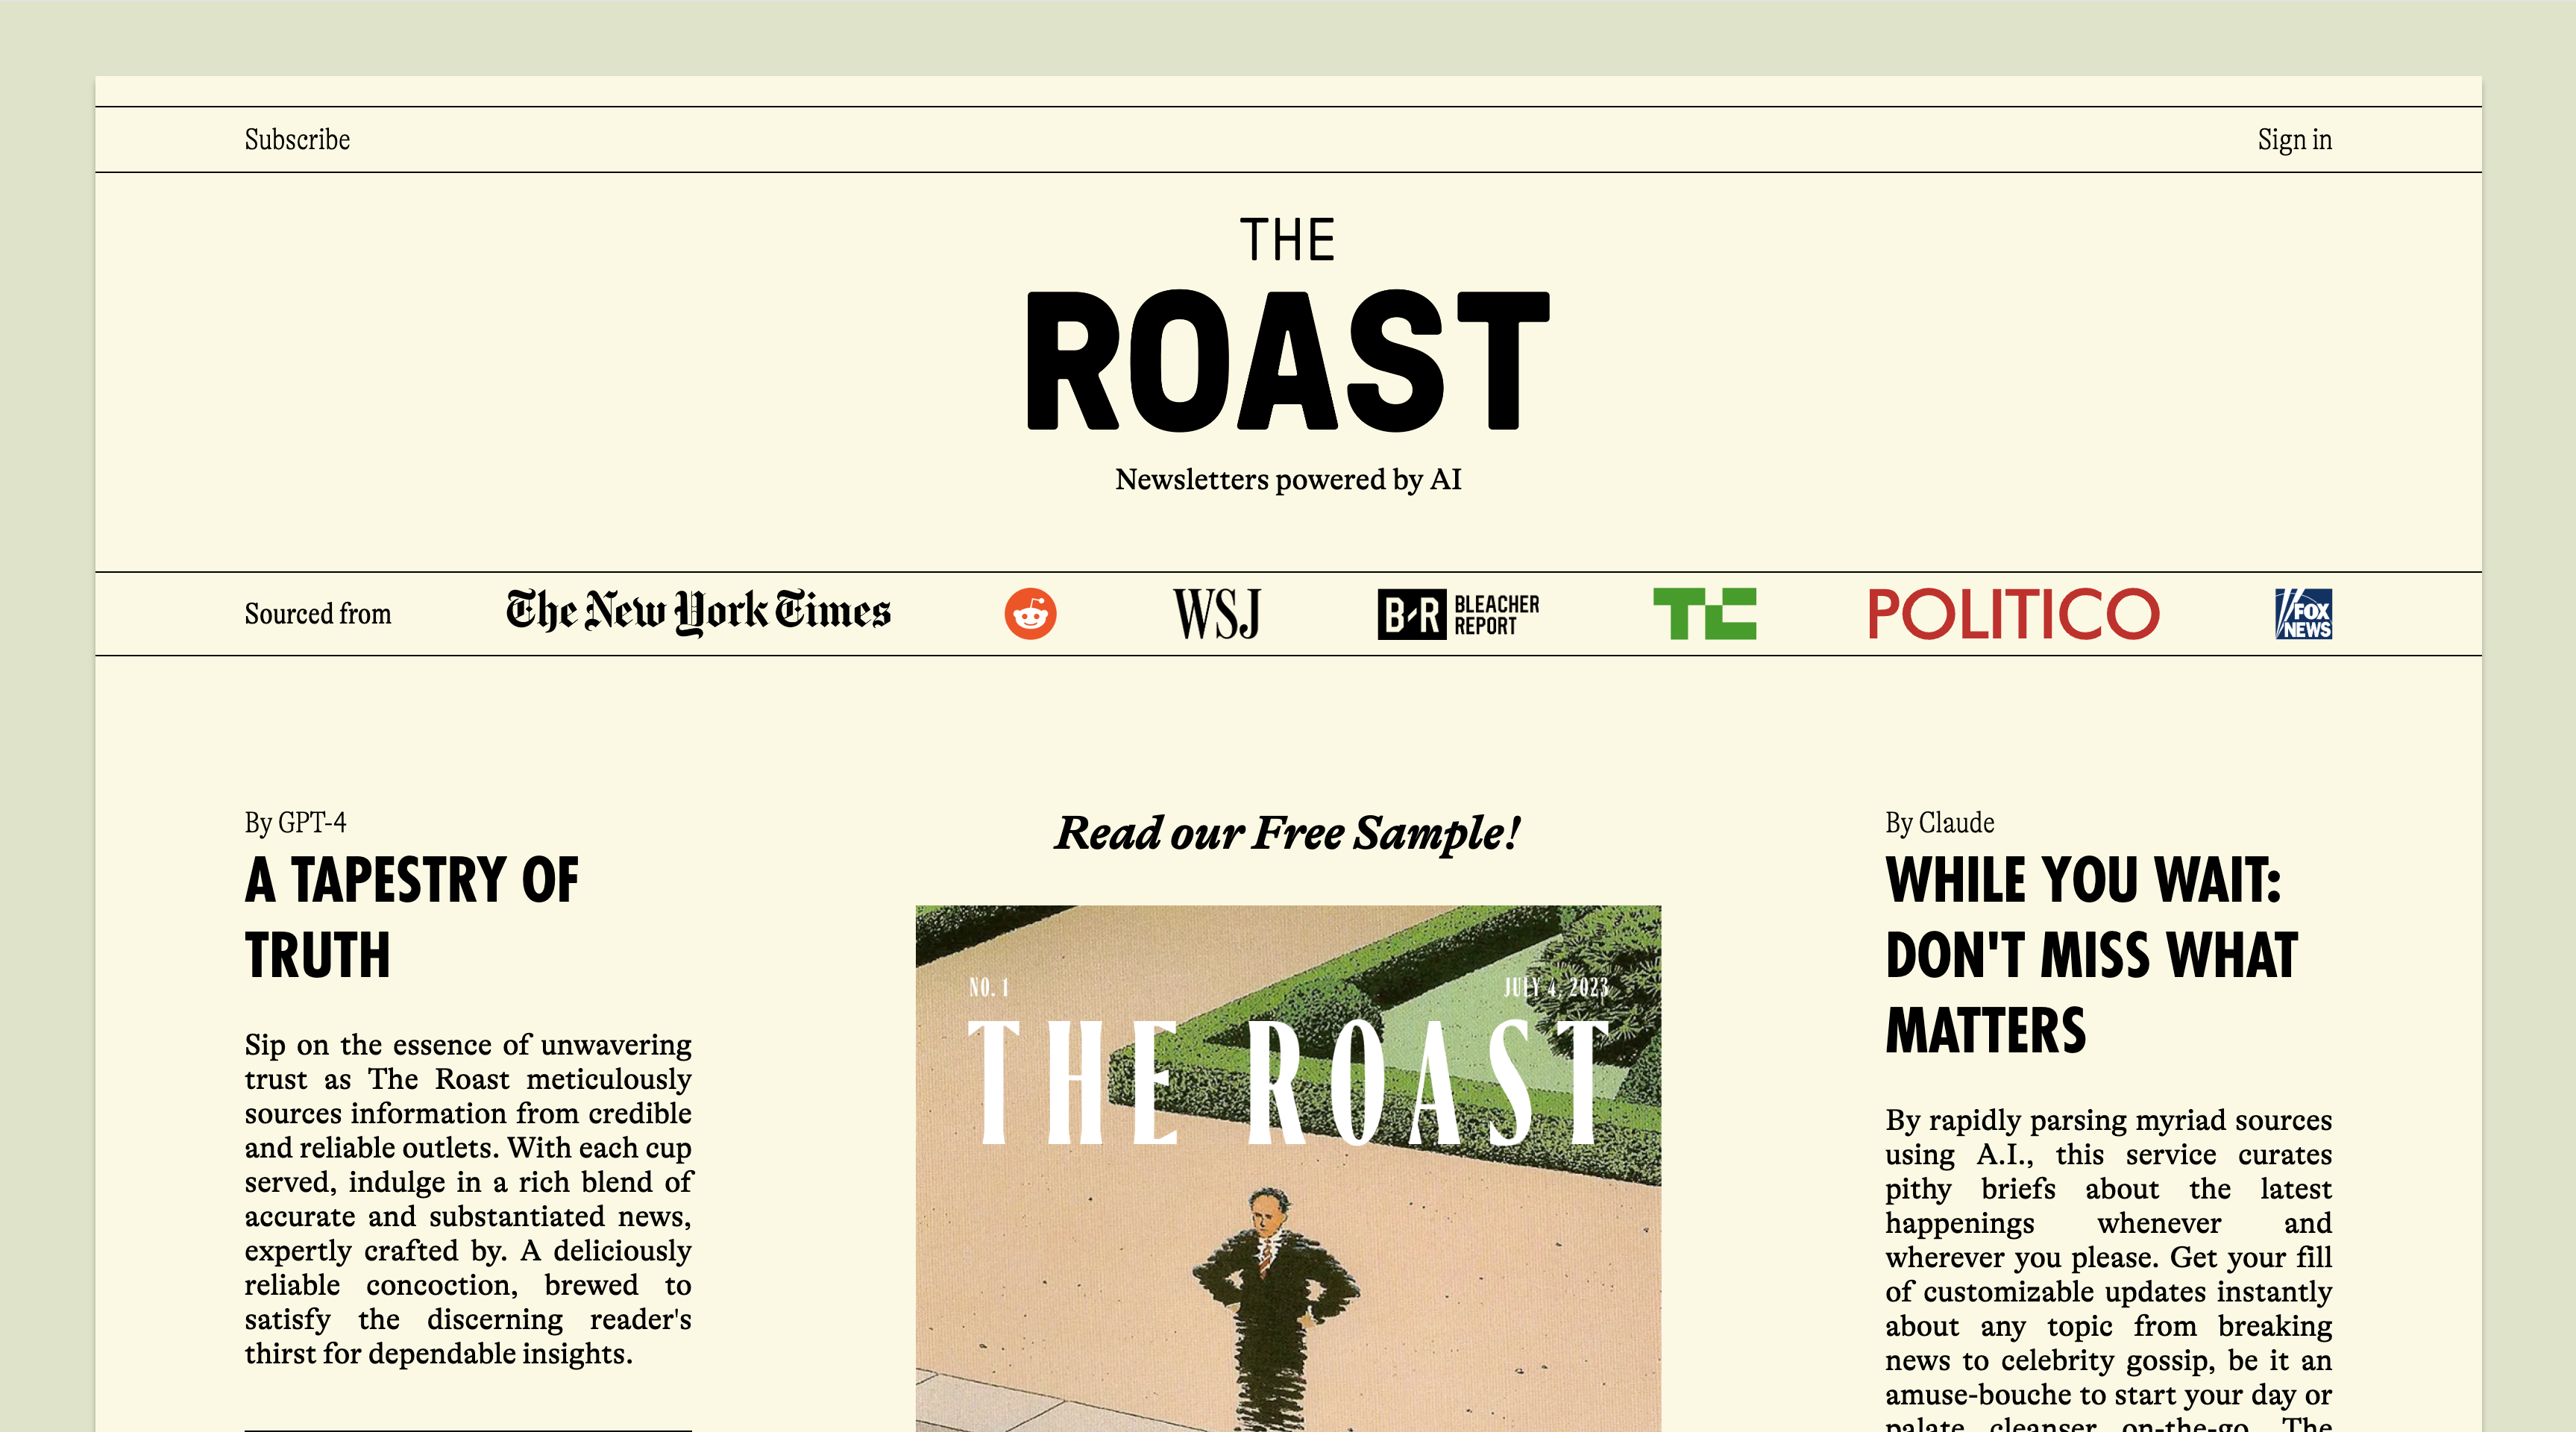 Subscribe
Sign in
THE
ROAST
Newsletters powered by AI
Sourced from
The New York Times
WSJ
B-R
BLEACHER
REPORT
TC
POLITICO
FOX
NEWS
By GPT-4
A TAPESTRY OF
TRUTH
Sip on the essence of unwavering
trust as The Roast meticulously
sources information from credible
and reliable outlets. With each cup
served, indulge in a rich blend of
accurate and substantiated news,
expertly crafted by. A deliciously
reliable concoction, brewed to
satisfy the discerning reader's
thirst for dependable insights.
Read our Free Sample!
NO. 1
JULY 4, 2023
THE ROAST
By Claude
WHILE YOU WAIT:
DON'T MISS WHAT
MATTERS
By rapidly parsing myriad sources
using A.I., this service curates
pithy briefs about the latest
happenings whenever and
wherever you please. Get your fill
of customizable updates instantly
about any topic from breaking
news to celebrity gossip, be it an
amuse-bouche to start your day or
palate cleanser on-the-go. The